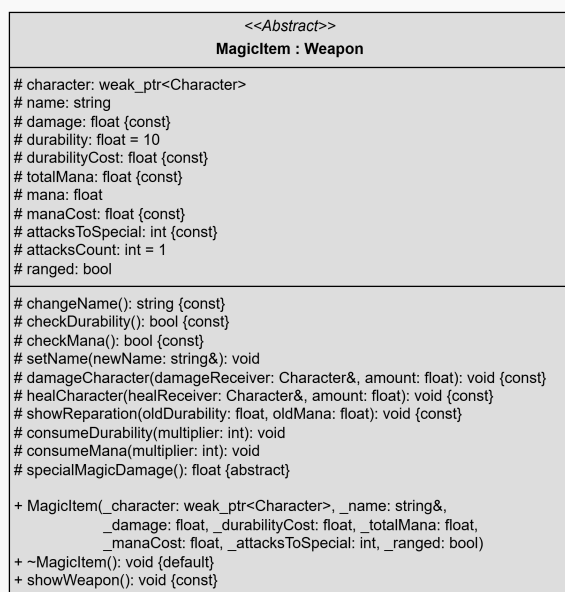 <<Abstract>>
MagicItem : Weapon
# character: weak_ptr<Character>
# name: string
# damage: float {const}
# durability: float = 10
# durabilityCost: float {const}
# totalMana: float {const}
# mana: float
# manaCost: float {const}
# attacksToSpecial: int {const}
# attacksCount: int = 1
# ranged: bool
# changeName(): string {const}
# checkDurability(): bool {const}
# checkMana(): bool {const}
# setName(newName: string&): void
# damageCharacter(damageReceiver: Character&, amount: float): void {const}
# healCharacter(healReceiver: Character&, amount: float): void {const}
# showReparation(oldDurability: float, oldMana: float): void {const}
# consumeDurability(multiplier: int): void
# consumeMana(multiplier: int): void
# specialMagicDamage(): float {abstract}
+ MagicItem(_character: weak_ptr<Character>, _name: string&,
_damage: float, _durabilityCost: float, _totalMana: float,
_manaCost: float, _attacksToSpecial: int, _ranged: bool)
+ ~MagicItem(): void {default}
+ showWeapon(): void {const}